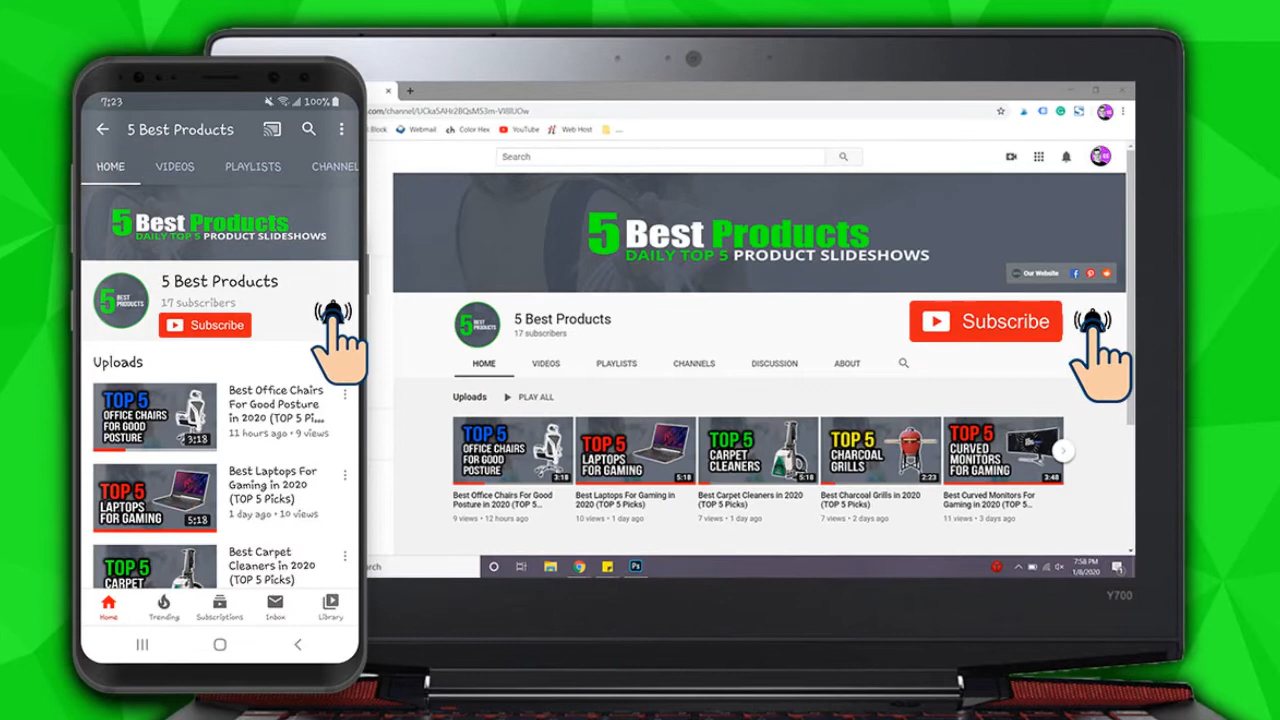 7:23
100%
5 Best Products
HOME
VIDEOS
PLAYLISTS
CHANNEL
5 Best Products
DAILY TOP 5 PRODUCT SLIDESHOWS
5 BEST PRODUCTS
5 Best Products
17 subscribers
Subscribe
Uploads
TOP 5
OFFICE CHAIRS
FOR GOOD
POSTURE
3:18
Best Office Chairs
For Good Posture
in 2020 (TOP 5 Pi...
11 hours ago • 9 views
TOP 5
LAPTOPS
FOR GAMING
5:18
Best Laptops For
Gaming in 2020
(TOP 5 Picks)
1 day ago • 10 views
TOP 5
CARPET
Best Carpet
Cleaners in 2020
(TOP 5 Picks)
Home
Trending
Subscriptions
Inbox
Library
Block
Webmail
Color Hex
YouTube
Web Host
...
Search
5 Best Products
DAILY TOP 5 PRODUCT SLIDESHOWS
Our Website
5 BEST PRODUCTS
5 Best Products
17 subscribers
Subscribe
HOME
VIDEOS
PLAYLISTS
CHANNELS
DISCUSSION
ABOUT
Uploads
PLAY ALL
TOP 5
OFFICE CHAIRS
FOR GOOD
POSTURE
3:18
Best Office Chairs For Good
Posture in 2020 (TOP 5...
9 views • 12 hours ago
TOP 5
LAPTOPS
FOR GAMING
5:18
Best Laptops For Gaming in
2020 (TOP 5 Picks)
10 views • 1 day ago
TOP 5
CARPET
CLEANERS
5:18
Best Carpet Cleaners in 2020
(TOP 5 Picks)
7 views • 1 day ago
TOP 5
CHARCOAL
GRILLS
2:23
Best Charcoal Grills in 2020
(TOP 5 Picks)
7 views • 2 days ago
TOP 5
CURVED
MONITORS
FOR GAMING
3:48
Best Curved Monitors For
Gaming in 2020 (TOP 5...
11 views • 3 days ago
rch
Ps
7:58 PM
1/8/2020
Y700